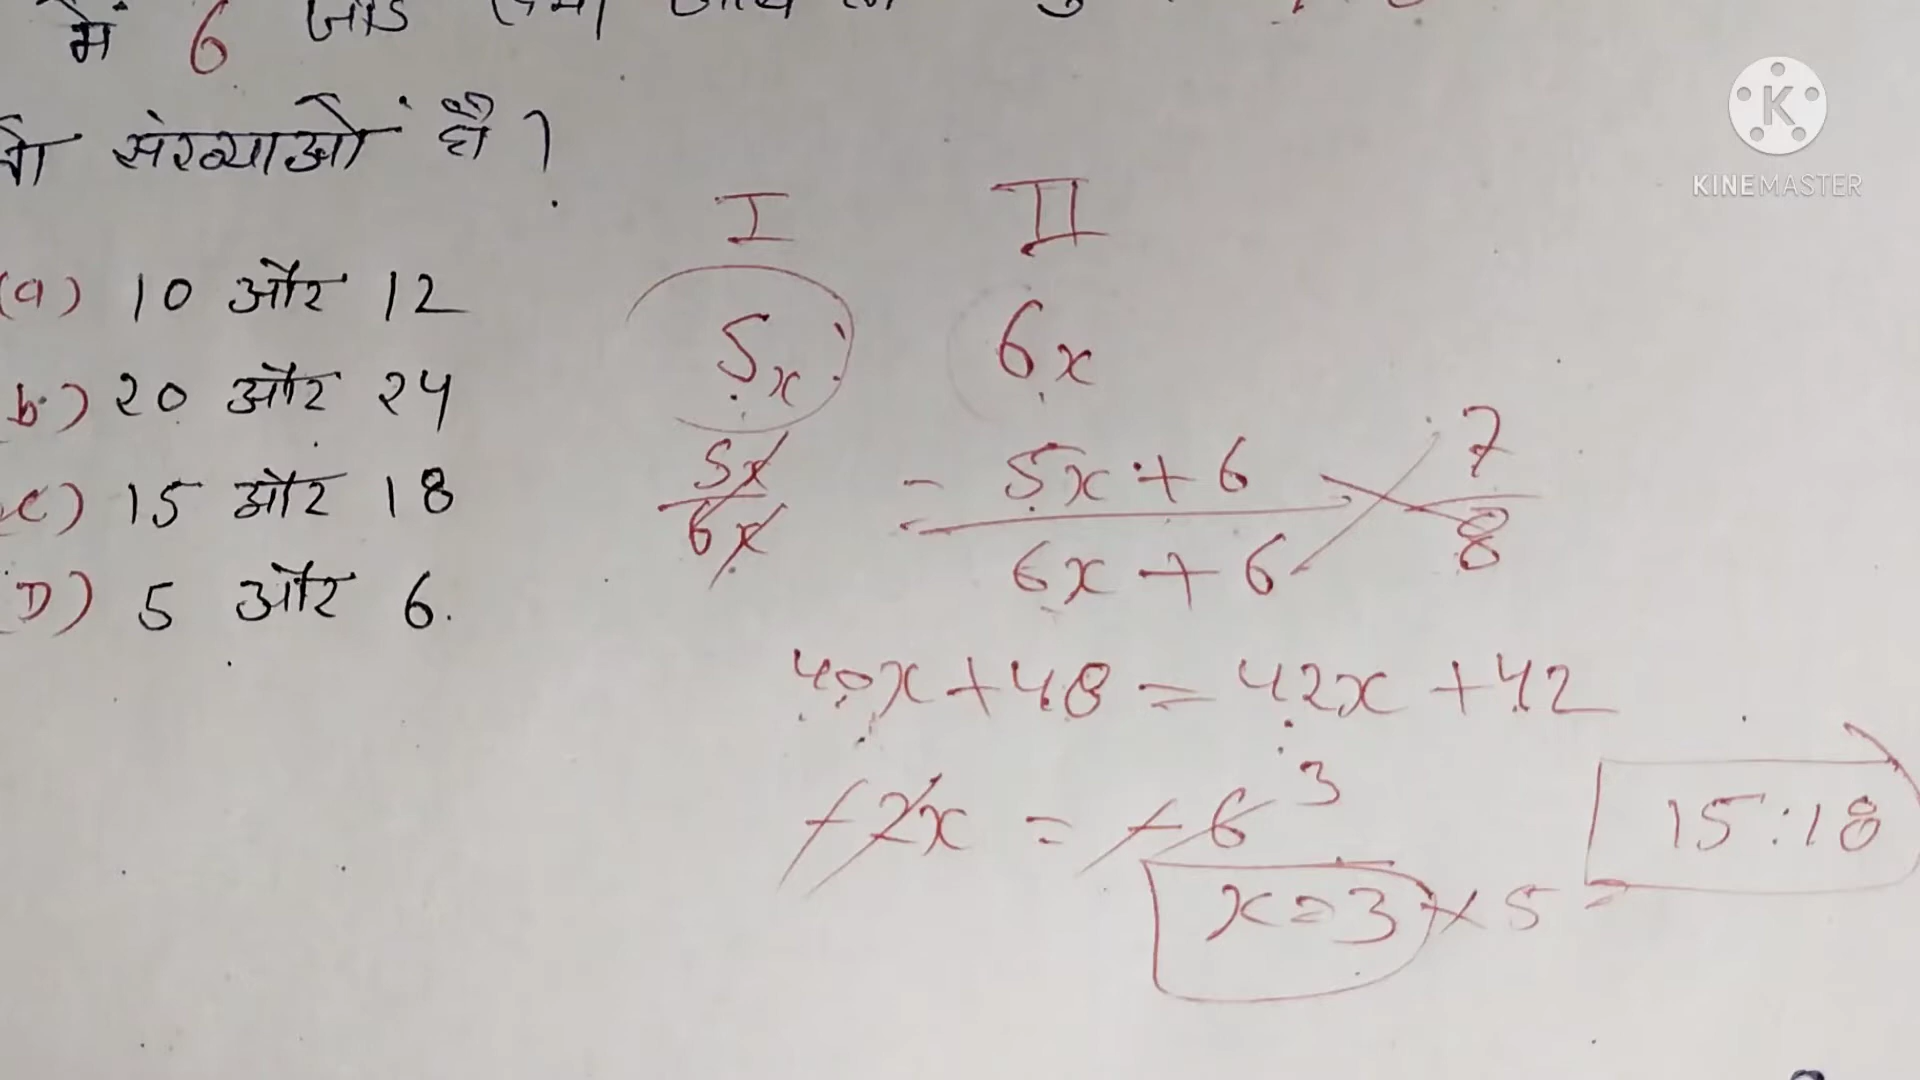 में 6 जोड़
संख्याओं है ?
(a) 10 और 12
b) 20 और 24
c) 15 और 18
D) 5 और 6.
I II
5x : 6x
5x/6x = 5x + 6/6x + 6 7/8
40x + 48 = 42x + 42
+2x = +6 3
x = 3 × 5 = 15:18
K
KINEMASTER